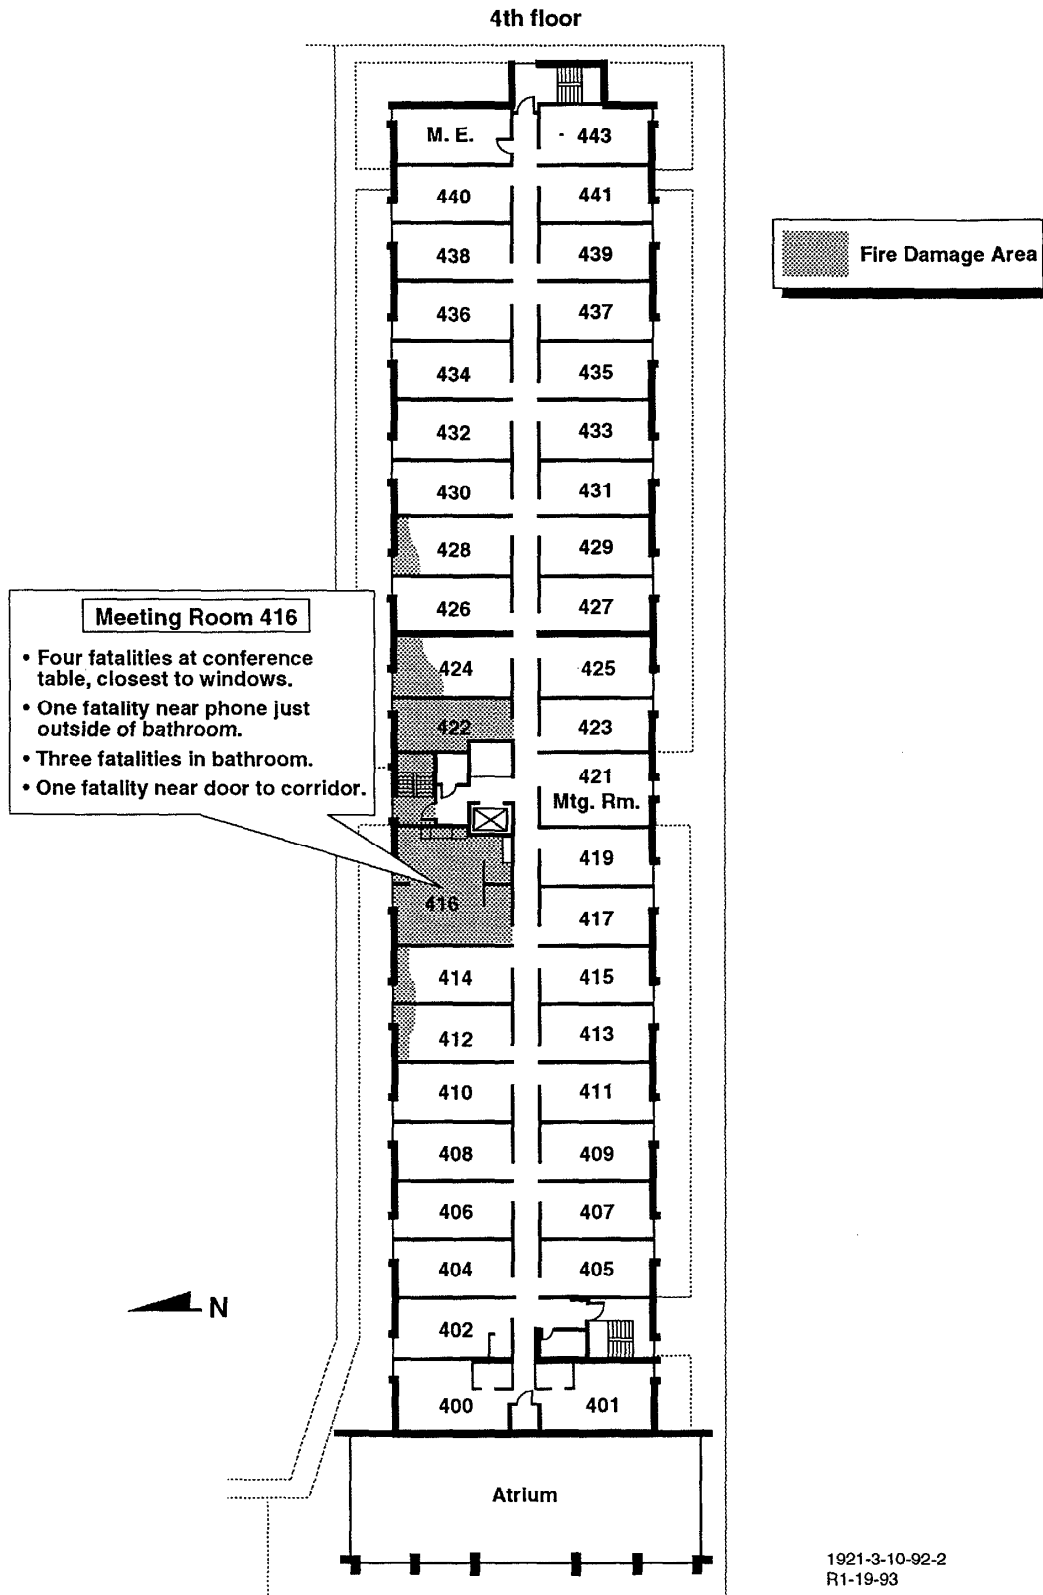 4th floor
M. E.
443
440
441
438
439
Fire Damage Area
436
437
434
435
432
433
430
431
428
429
Meeting Room 416
• Four fatalities at conference
table, closest to windows.
• One fatality near phone just
outside of bathroom.
• Three fatalities in bathroom.
• One fatality near door to corridor.
426
427
424
425
422
423
421
Mtg. Rm.
419
416
417
414
415
412
413
410
411
408
409
406
407
404
405
N
402
400
401
Atrium
1921-3-10-92-2
R1-19-93